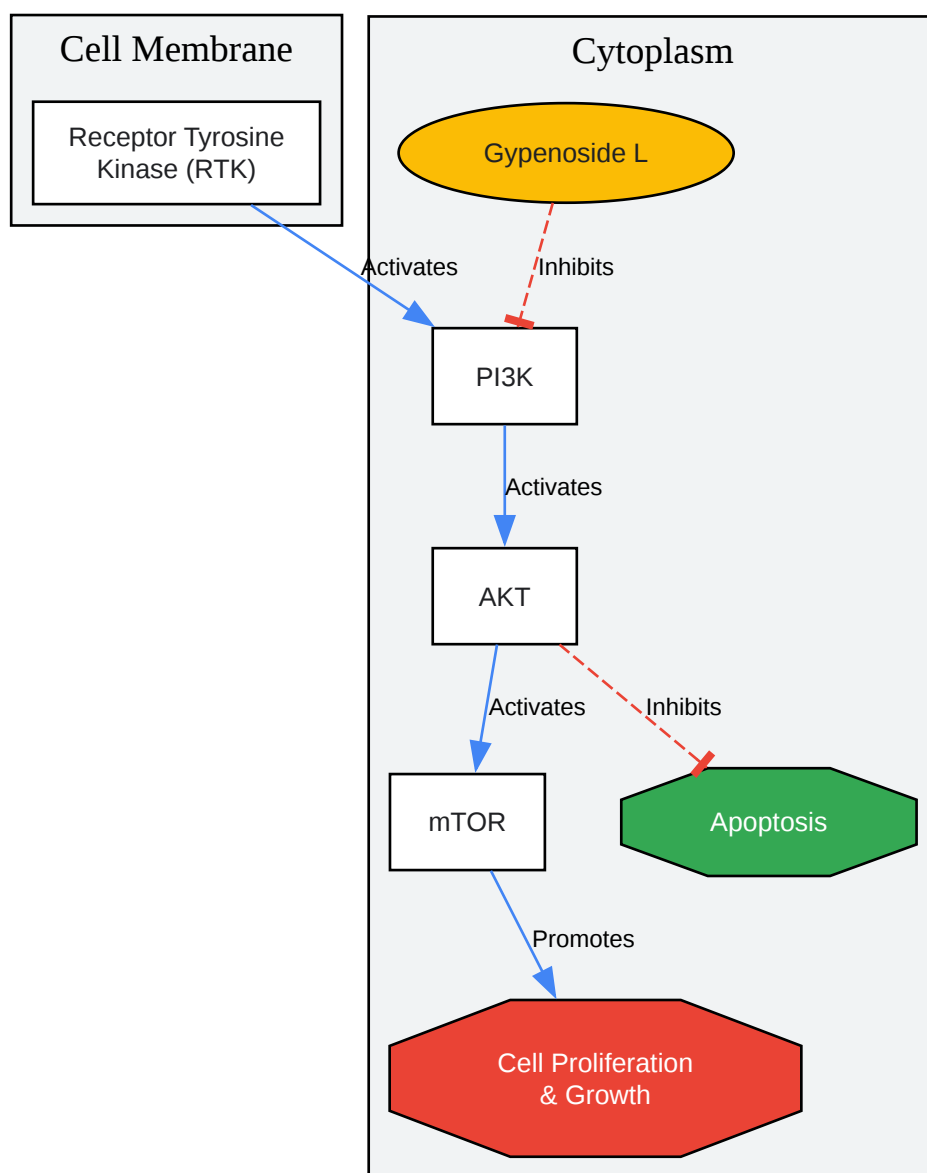 Cell Membrane
Cytoplasm
Receptor Tyrosine
Kinase (RTK)
Gypenoside L
Activates
Inhibits
PI3K
Activates
AKT
Activates
Inhibits
mTOR
Apoptosis
Promotes
Cell Proliferation
& Growth